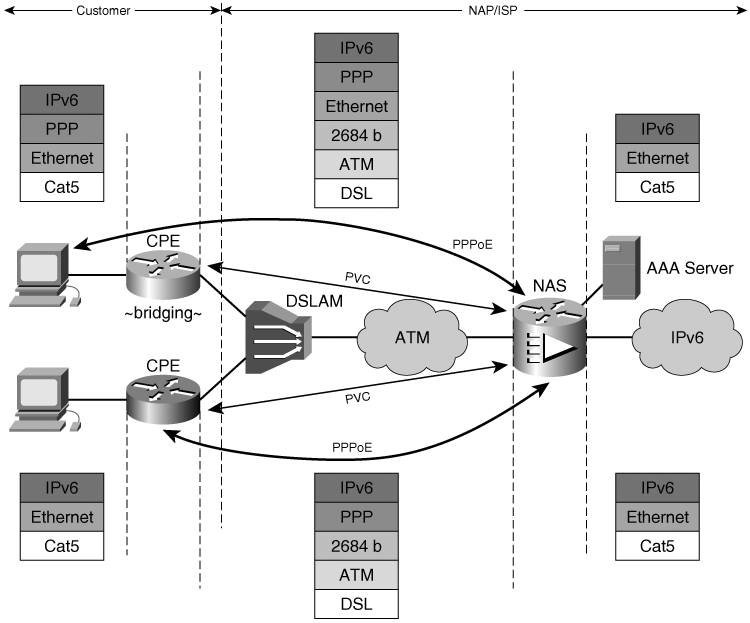 Customer
NAP/ISP
IPv6
PPP
Ethernet
Cat5
IPv6
PPP
Ethernet
2684 b
ATM
DSL
IPv6
Ethernet
Cat5
CPE
~bridging~
PPPoE
PVC
DSLAM
ATM
NAS
AAA Server
IPv6
CPE
PVC
PPPoE
IPv6
Ethernet
Cat5
IPv6
PPP
2684 b
ATM
DSL
IPv6
Ethernet
Cat5